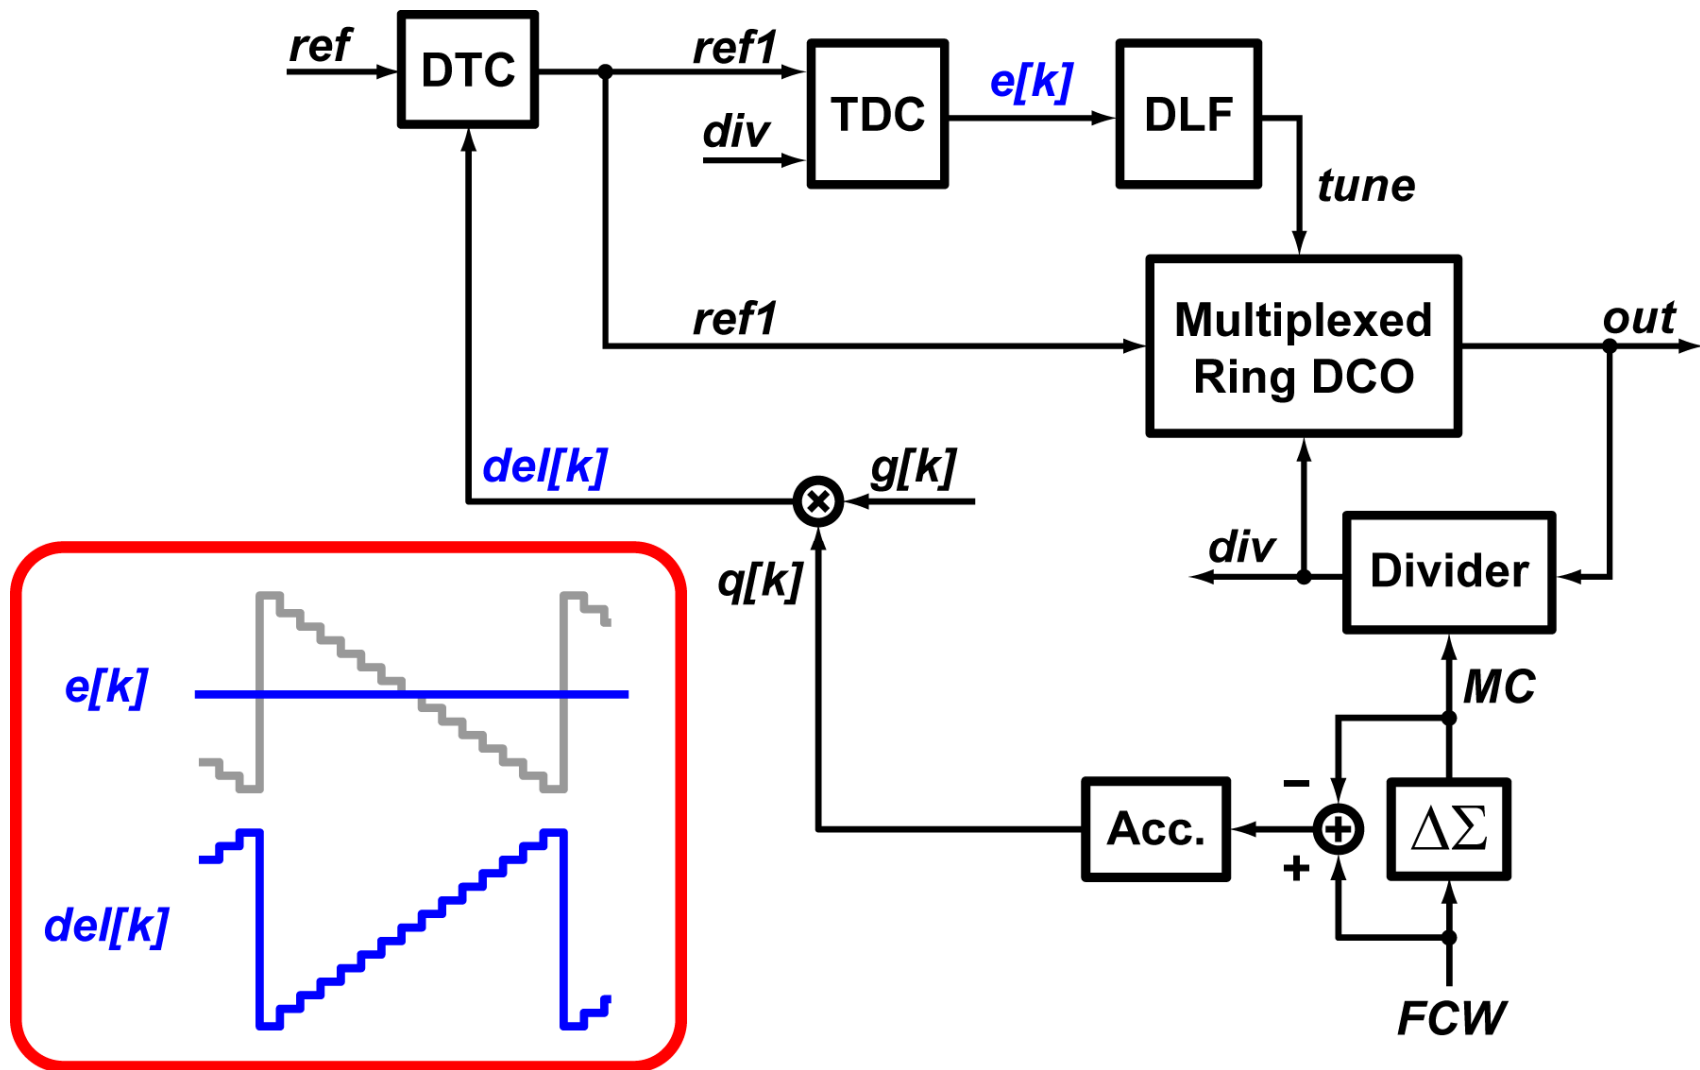 ref
DTC
ref1
div
TDC
e[k]
DLF
tune
ref1
Multiplexed
Ring DCO
out
del[k]
g[k]
q[k]
div
Divider
MC
e[k]
−
Acc.
+
ΔΣ
+
del[k]
FCW